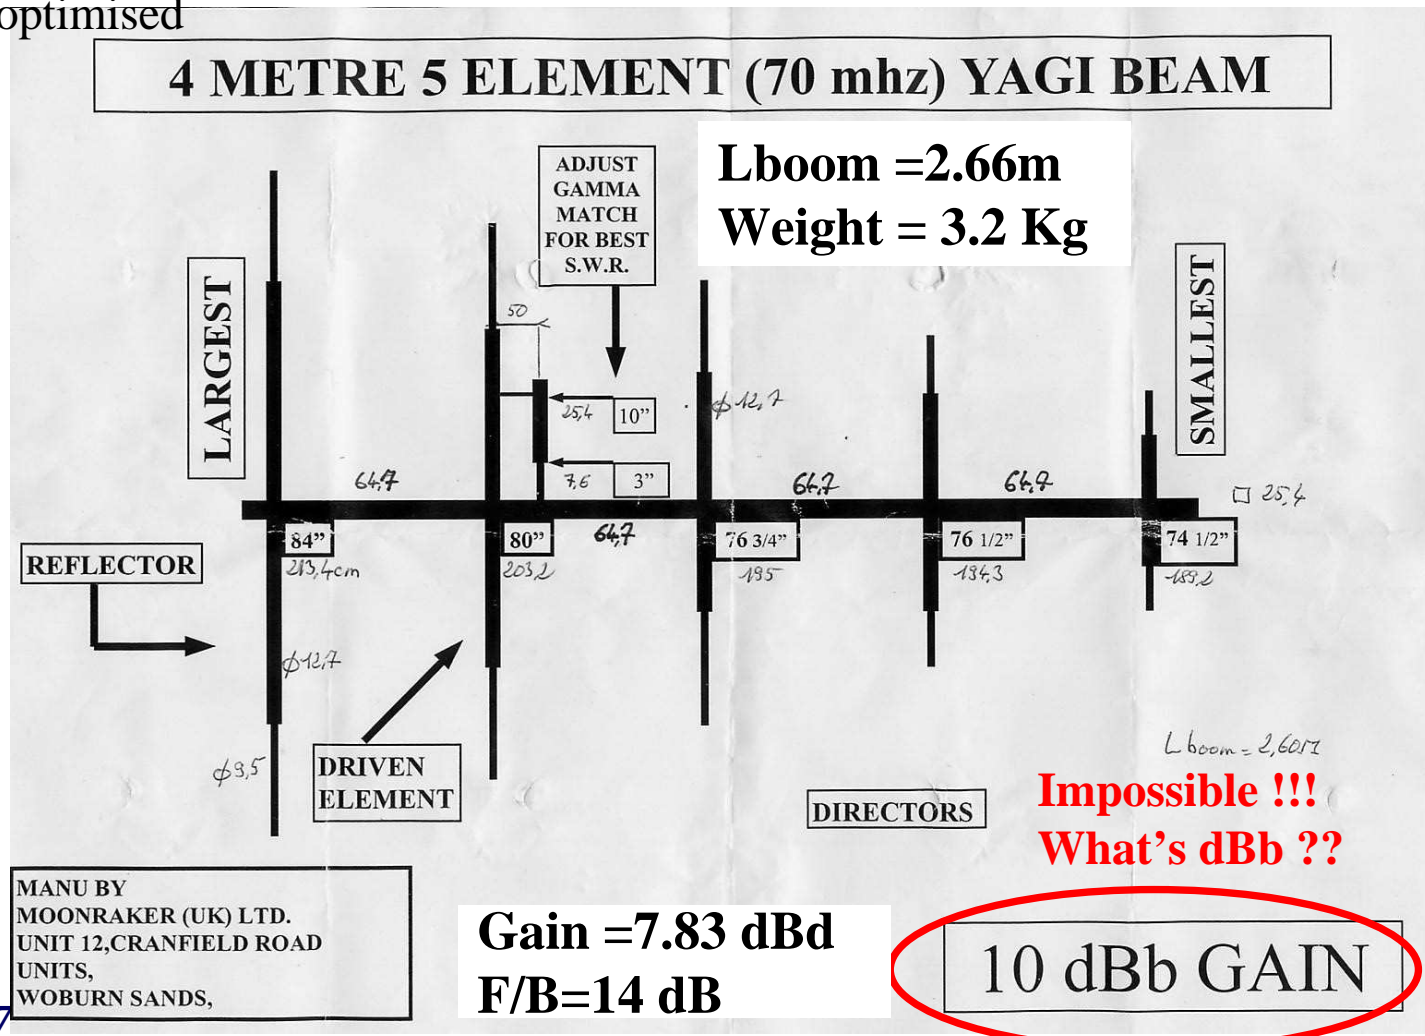 optimised
4 METRE 5 ELEMENT (70 mhz) YAGI BEAM
Lboom =2.66m
Weight = 3.2 Kg
ADJUST
GAMMA
MATCH
FOR BEST
S.W.R.
LARGEST
SMALLEST
50
25,4
10”
φ12,7
7,6
3”
64,7
64,7
64,7
□ 25,4
84”
80”
64,7
76 3/4”
76 1/2”
74 1/2”
213,4cm
203,2
195
194,3
189,2
REFLECTOR
φ12,7
φ9,5
DRIVEN
ELEMENT
L boom = 2,60m
Impossible !!!
What’s dBb ??
DIRECTORS
MANU BY
MOONRAKER (UK) LTD.
UNIT 12,CRANFIELD ROAD
UNITS,
WOBURN SANDS,
Gain =7.83 dBd
F/B=14 dB
10 dBb GAIN
7